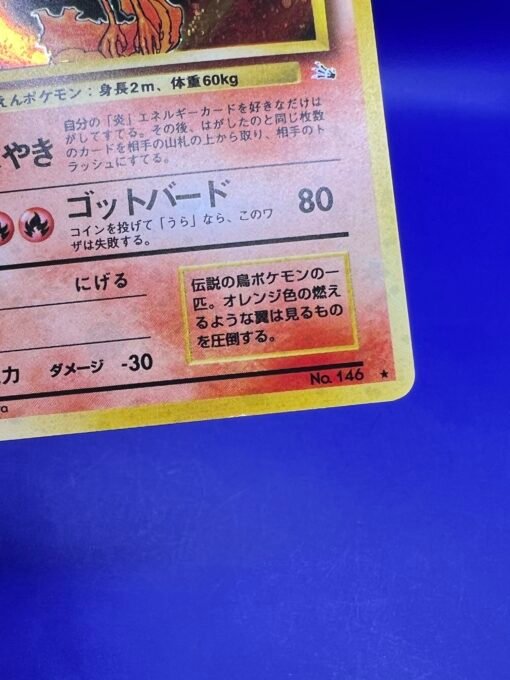 えんポケモン：身長2m、体重60kg
やき
自分の「炎」エネルギーカードを好きなだけは
がしてすてる。その後、はがしたのと同じ枚数
のカードを相手の山札の上から取り、相手のト
ラッシュにすてる。
ゴットバード 80
コインを投げて「うら」なら、このワ
ザは失敗する。
にげる
伝説の鳥ポケモンの一
匹。オレンジ色の燃え
るような翼は見るもの
を圧倒する。
力 ダメージ -30
No. 146 ★